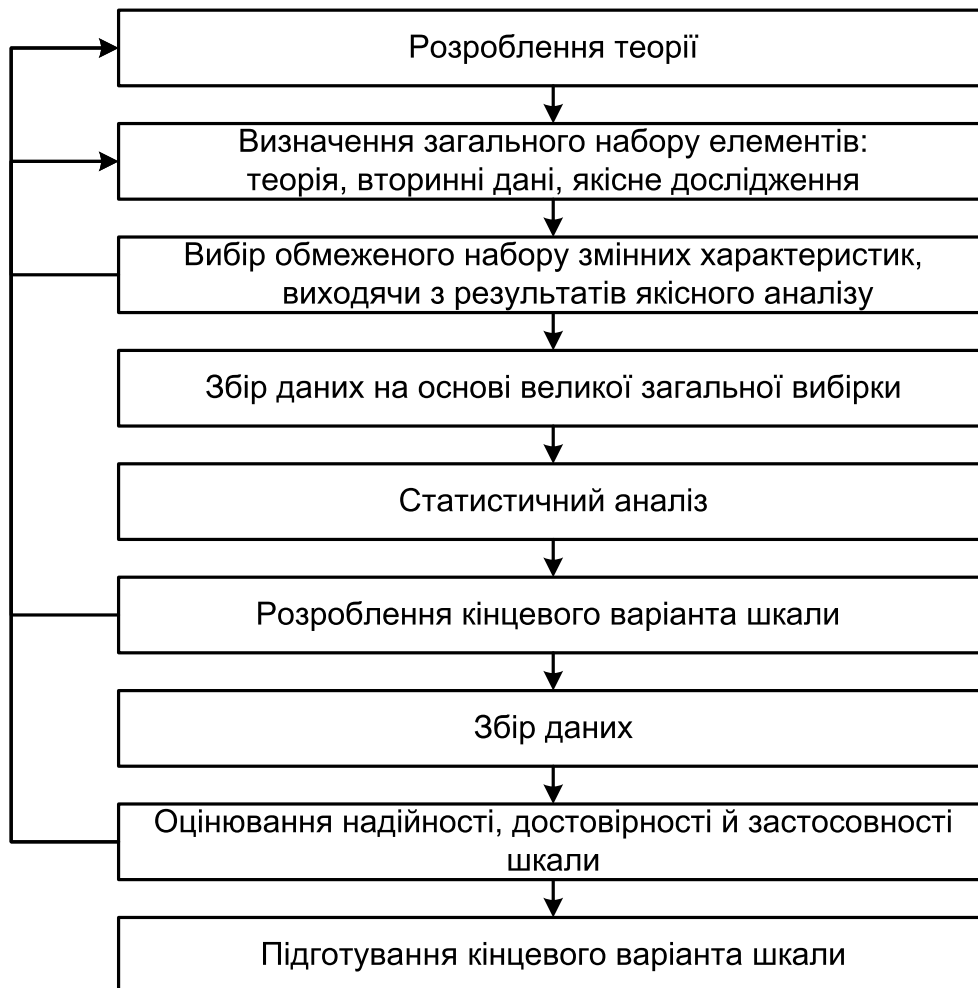 Розроблення теорії
Визначення загального набору елементів:
теорія, вторинні дані, якісне дослідження
Вибір обмеженого набору змінних характеристик,
виходячи з результатів якісного аналізу
Збір даних на основі великої загальної вибірки
Статистичний аналіз
Розроблення кінцевого варіанта шкали
Збір даних
Оцінювання надійності, достовірності й застосовності
шкали
Підготування кінцевого варіанта шкали